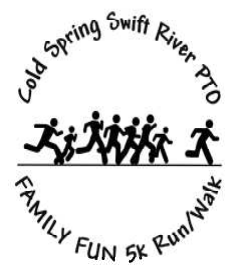 Cold Spring Swift River PTO
FAMILY FUN 5K Run/Walk